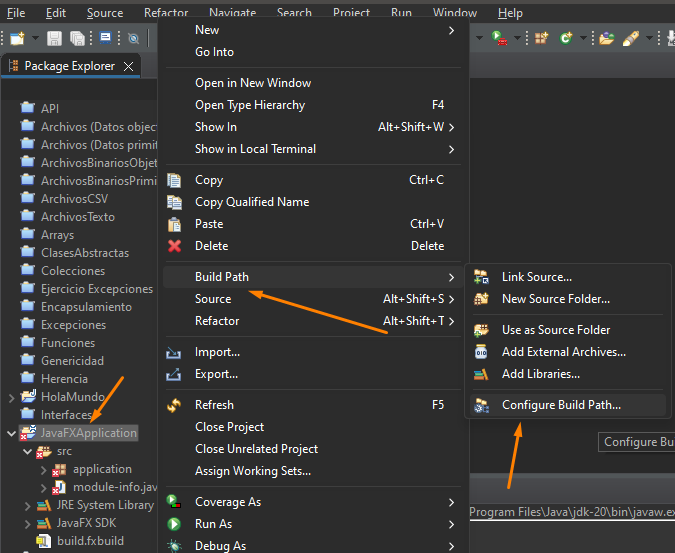 File Edit Source Refactor Navigate Search Project Run Window Help
Package Explorer
API
Archivos (Datos objec
Archivos (Datos primit
ArchivosBinariosObje
ArchivosBinariosPrimi
ArchivosCSV
ArchivosTexto
Arrays
ClasesAbstractas
Colecciones
Ejercicio Excepciones
Encapsulamiento
Excepciones
Funciones
Genericidad
Herencia
HolaMundo
Interfaces
JavaFXApplication
src
application
module-info.jav
JRE System Library
JavaFX SDK
build.fxbuild
New
Go Into
Open in New Window
Open Type Hierarchy F4
Show In Alt+Shift+W
Show in Local Terminal
Copy Ctrl+C
Copy Qualified Name
Paste Ctrl+V
Delete Delete
Build Path
Source Alt+Shift+S
Refactor Alt+Shift+T
Import...
Export...
Refresh F5
Close Project
Close Unrelated Project
Assign Working Sets...
Coverage As
Run As
Debug As
Link Source...
New Source Folder...
Use as Source Folder
Add External Archives...
Add Libraries...
Configure Build Path...
Configure Bu
Program Files\Java\jdk-20\bin\javaw.ex